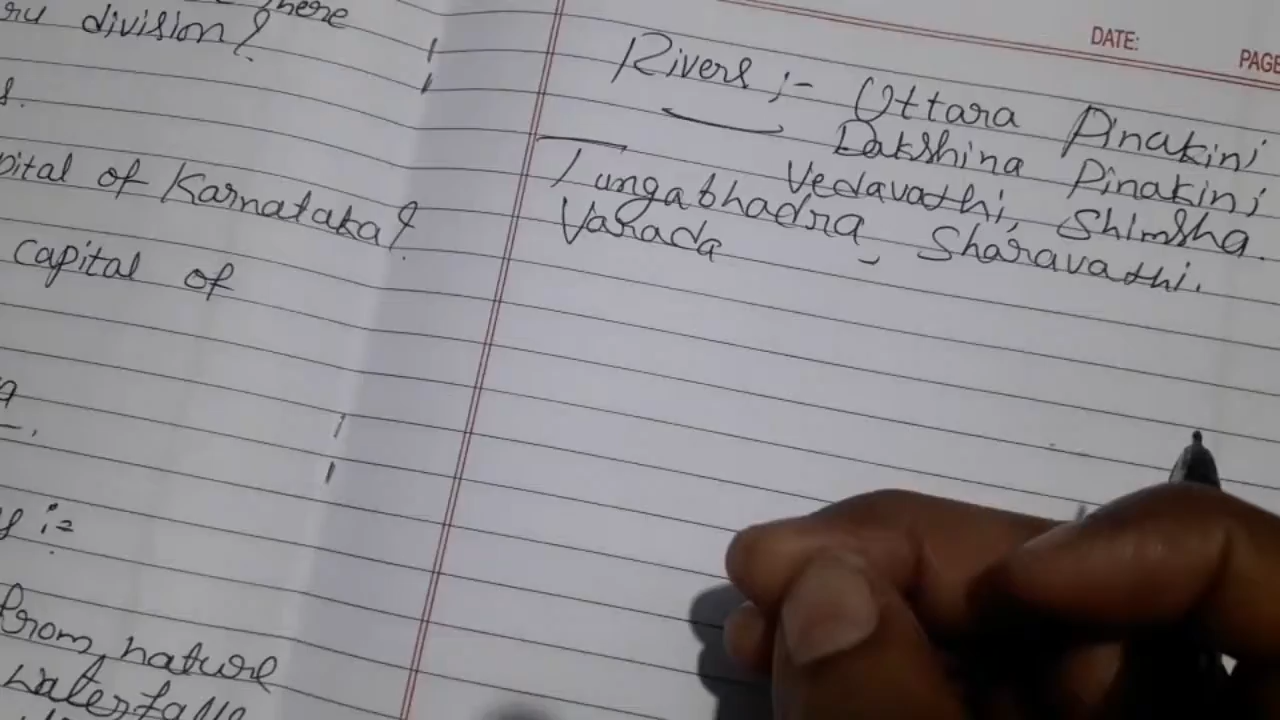 here
ru division?
s.
pital of Karnataka?
capital of
from nature
waterfalls
DATE:
PAGE
Rivers :- Uttara Pinakini
Dakshina Pinakini
Vedavathi, Shimsha.
Tungabhadra, Sharavathi.
Varada